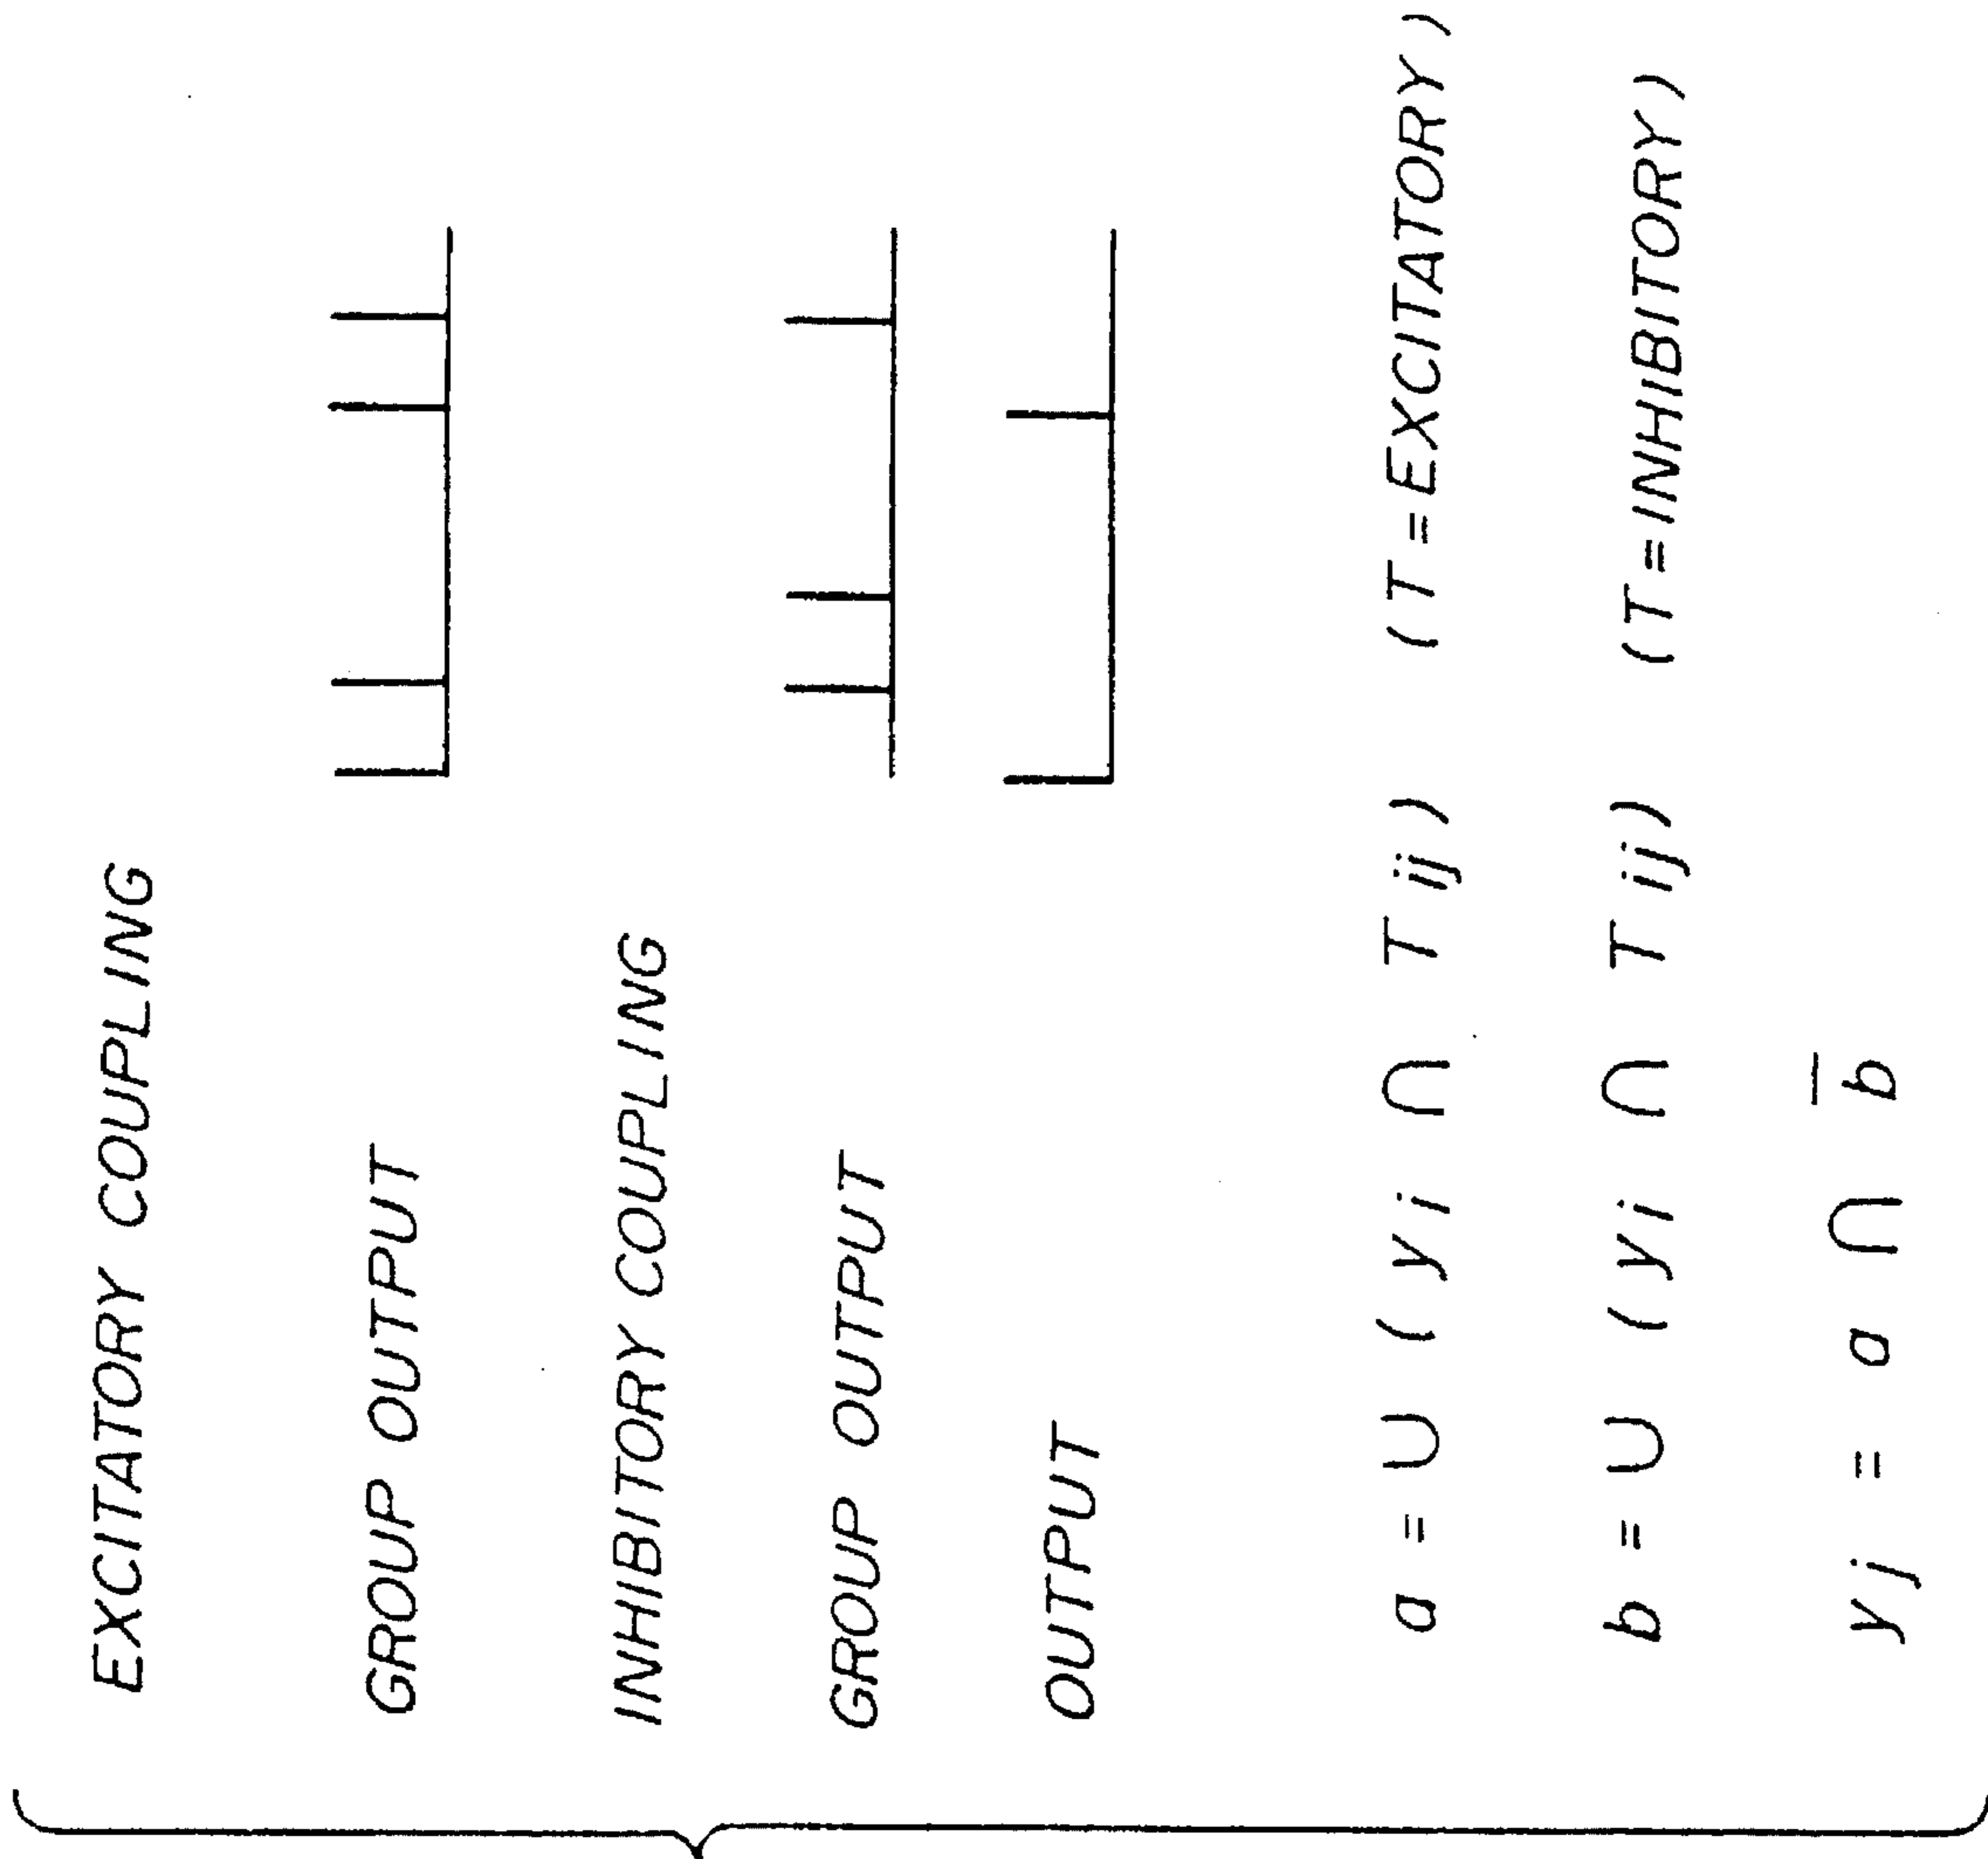 EXCITATORY COUPLING
GROUP OUTPUT
INHIBITORY COUPLING
GROUP OUTPUT
OUTPUT
a = ∪ ( yi ∩ Tij) (T=EXCITATORY)
b = ∪ ( yi ∩ Tij) (T=INHIBITORY)
yj = a ∩ b̅